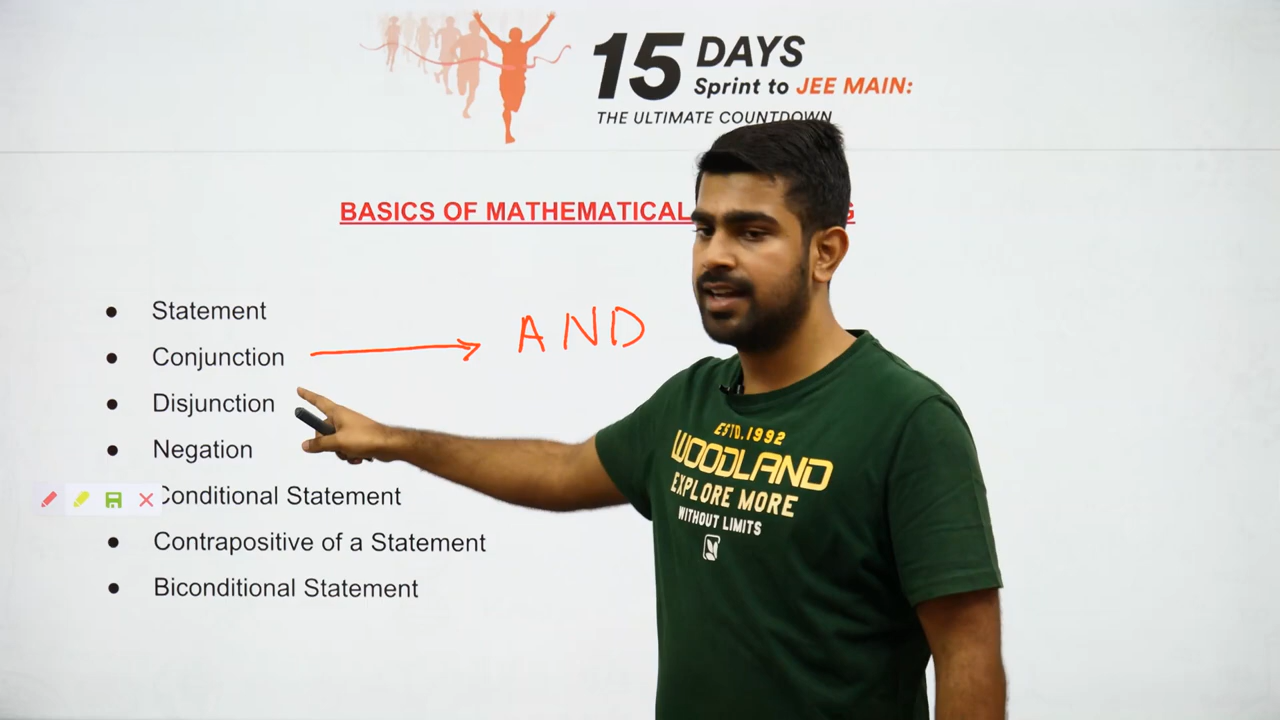 15 DAYS
Sprint to JEE MAIN:
THE ULTIMATE COUNTDOWN
BASICS OF MATHEMATICAL
• Statement
• Conjunction → AND
• Disjunction
• Negation
Conditional Statement
• Contrapositive of a Statement
• Biconditional Statement
ESTD.1992
WOODLAND
EXPLORE MORE
WITHOUT LIMITS